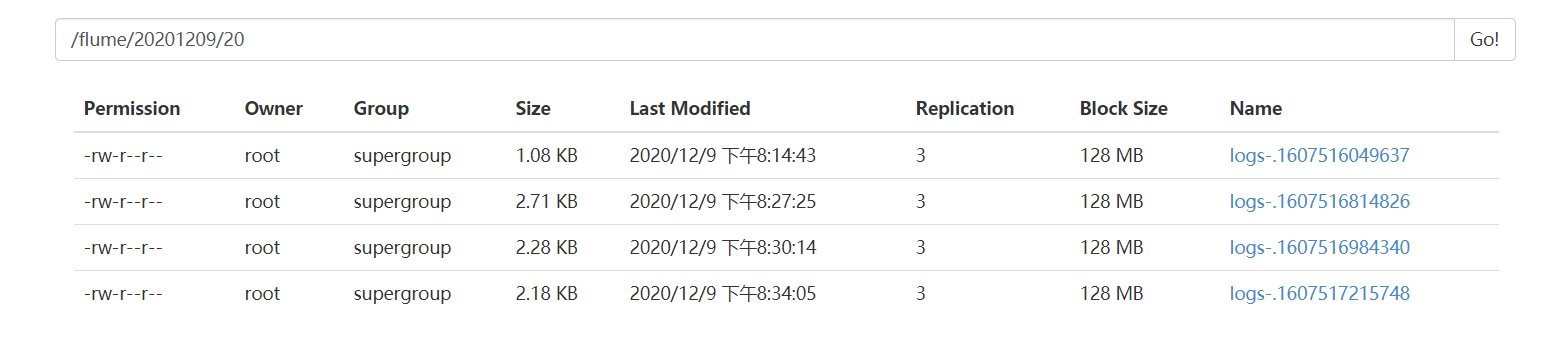 /flume/20201209/20 Go!
Permission Owner Group Size Last Modified Replication Block Size Name
-rw-r--r-- root supergroup 1.08 KB 2020/12/9 下午8:14:43 3 128 MB logs-.1607516049637
-rw-r--r-- root supergroup 2.71 KB 2020/12/9 下午8:27:25 3 128 MB logs-.1607516814826
-rw-r--r-- root supergroup 2.28 KB 2020/12/9 下午8:30:14 3 128 MB logs-.1607516984340
-rw-r--r-- root supergroup 2.18 KB 2020/12/9 下午8:34:05 3 128 MB logs-.1607517215748